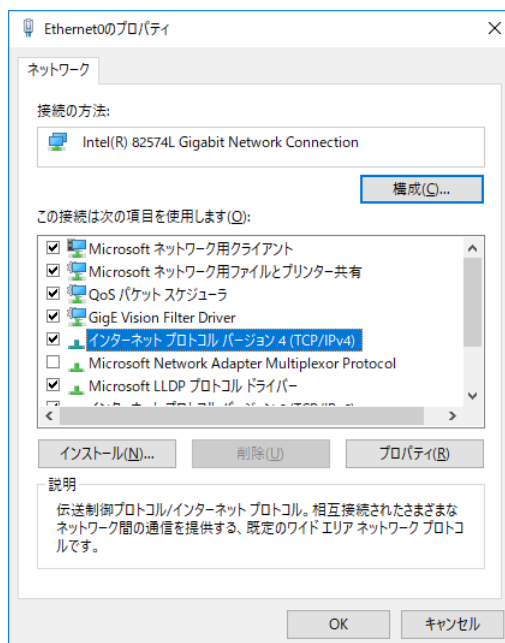 Ethernet0のプロパティ
ネットワーク
接続の方法:
Intel(R) 82574L Gigabit Network Connection
構成(C)...
この接続は次の項目を使用します(O):
Microsoft ネットワーク用クライアント
Microsoft ネットワーク用ファイルとプリンター共有
QoS パケット スケジューラ
GigE Vision Filter Driver
インターネット プロトコル バージョン 4 (TCP/IPv4)
Microsoft Network Adapter Multiplexor Protocol
Microsoft LLDP プロトコル ドライバー
インストール(N)...
削除(U)
プロパティ(R)
説明
伝送制御プロトコル/インターネット プロトコル。相互接続されたさまざまな
ネットワーク間の通信を提供する、既定のワイド エリア ネットワーク プロトコ
ルです。
OK
キャンセル